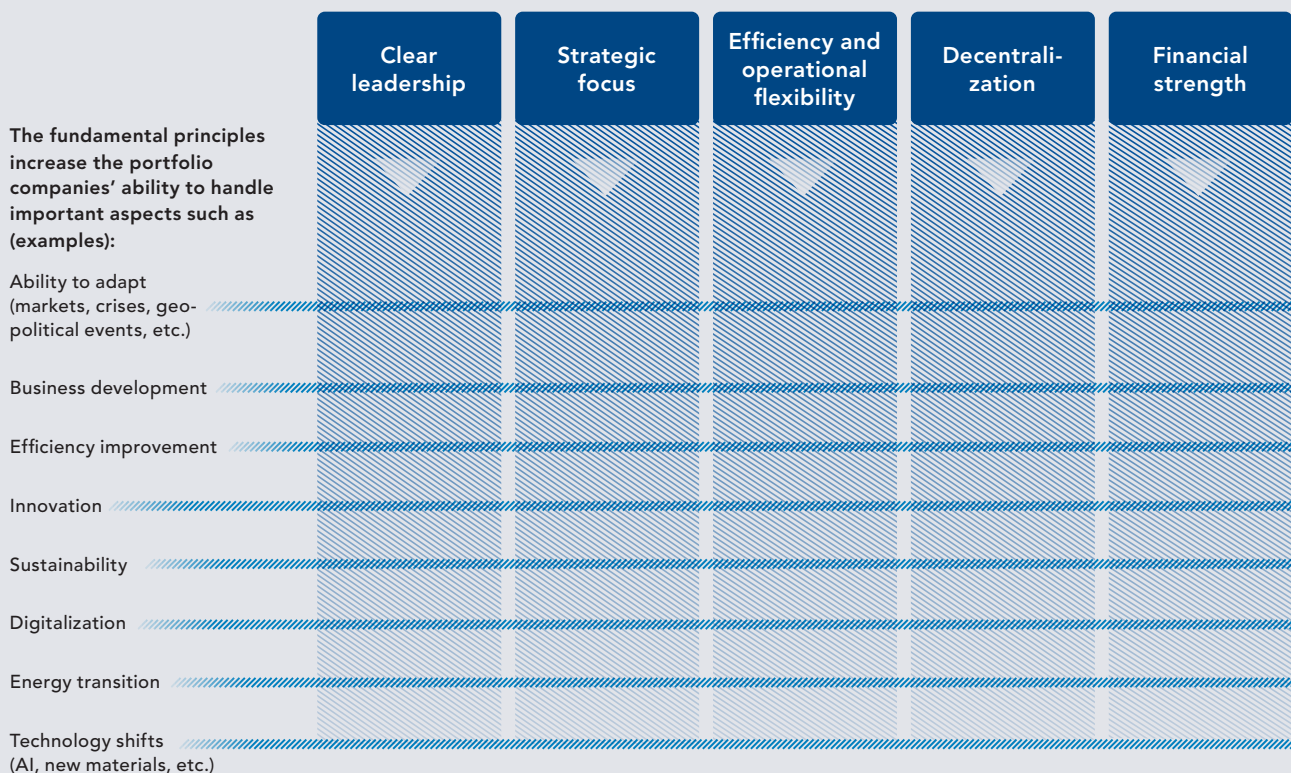 Clear
leadership
Strategic
focus
Efficiency and
operational
flexibility
Decentrali-
zation
Financial
strength
The fundamental principles
increase the portfolio
companies’ ability to handle
important aspects such as
(examples):
Ability to adapt
(markets, crises, geo-
political events, etc.)
Business development
Efficiency improvement
Innovation
Sustainability
Digitalization
Energy transition
Technology shifts
(AI, new materials, etc.)